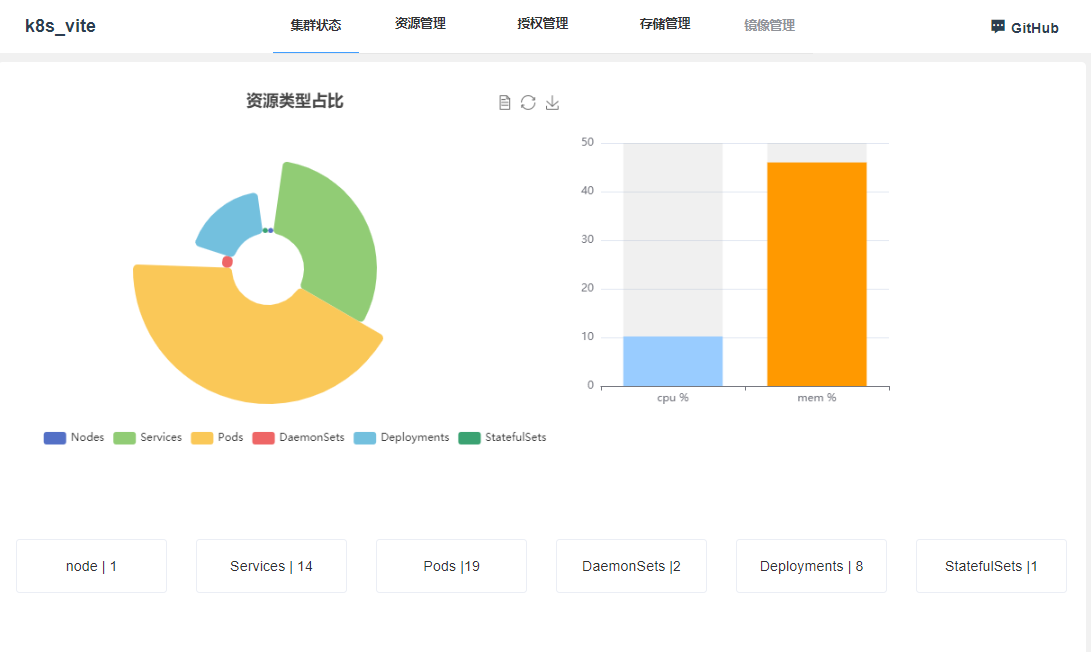 k8s_vite
集群状态 资源管理 授权管理 存储管理 镜像管理
GitHub
资源类型占比
Nodes Services Pods DaemonSets Deployments StatefulSets
50
40
30
20
10
0
cpu % mem %
node | 1
Services | 14
Pods |19
DaemonSets |2
Deployments | 8
StatefulSets |1